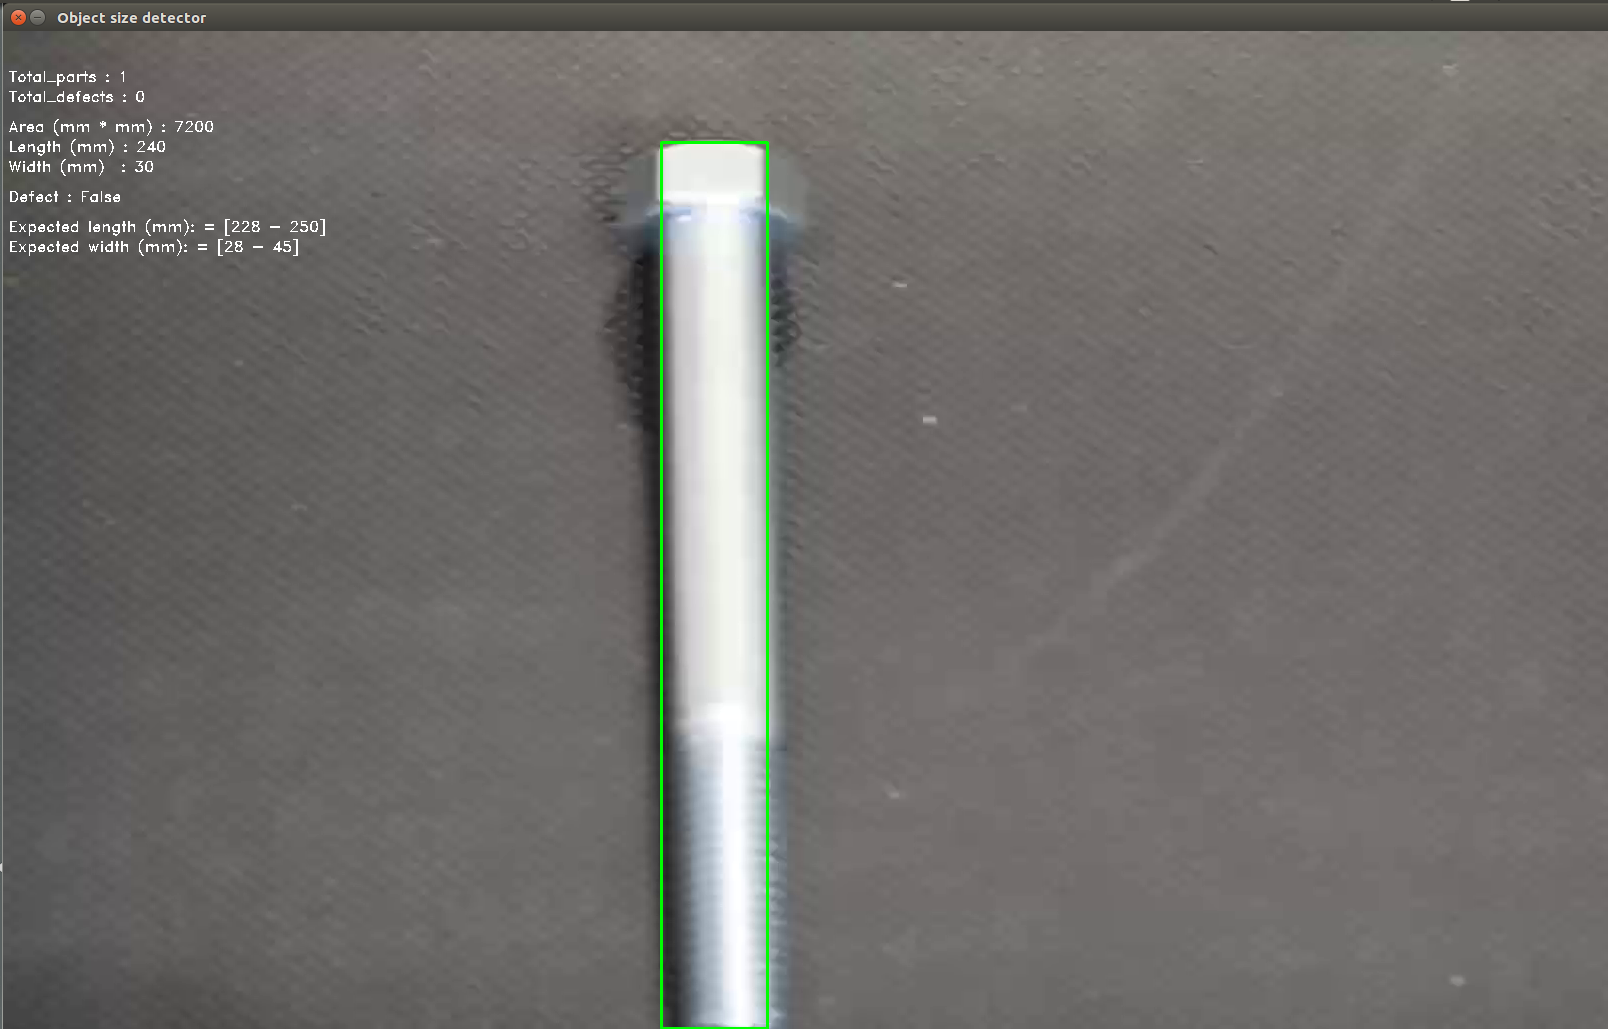 Object size detector
Total_parts : 1
Total_defects : 0
Area (mm * mm) : 7200
Length (mm) : 240
Width (mm)  : 30
Defect : False
Expected length (mm): = [228 - 250]
Expected width (mm): = [28 - 45]